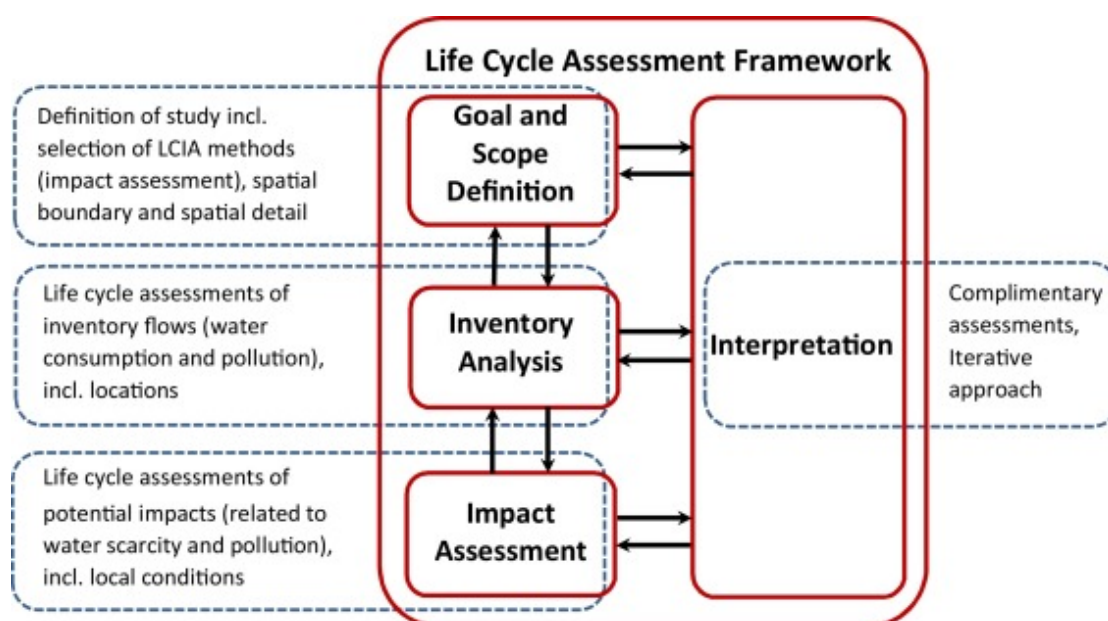 Life Cycle Assessment Framework
Definition of study incl.
selection of LCIA methods
(impact assessment), spatial
boundary and spatial detail
Goal and
Scope
Definition
Life cycle assessments of
inventory flows (water
consumption and pollution),
incl. locations
Inventory
Analysis
Interpretation
Complimentary
assessments,
Iterative
approach
Life cycle assessments of
potential impacts (related to
water scarcity and pollution),
incl. local conditions
Impact
Assessment